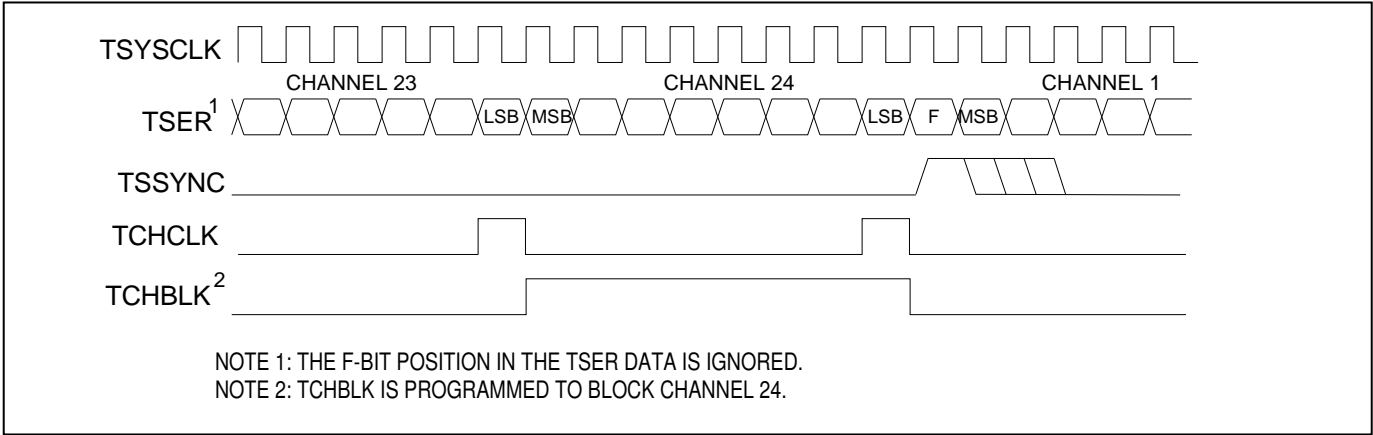 TSYSCLK
CHANNEL 23 CHANNEL 24 CHANNEL 1
TSER1 LSB MSB LSB F MSB
TSSYNC
TCHCLK
TCHBLK2
NOTE 1: THE F-BIT POSITION IN THE TSER DATA IS IGNORED.
NOTE 2: TCHBLK IS PROGRAMMED TO BLOCK CHANNEL 24.